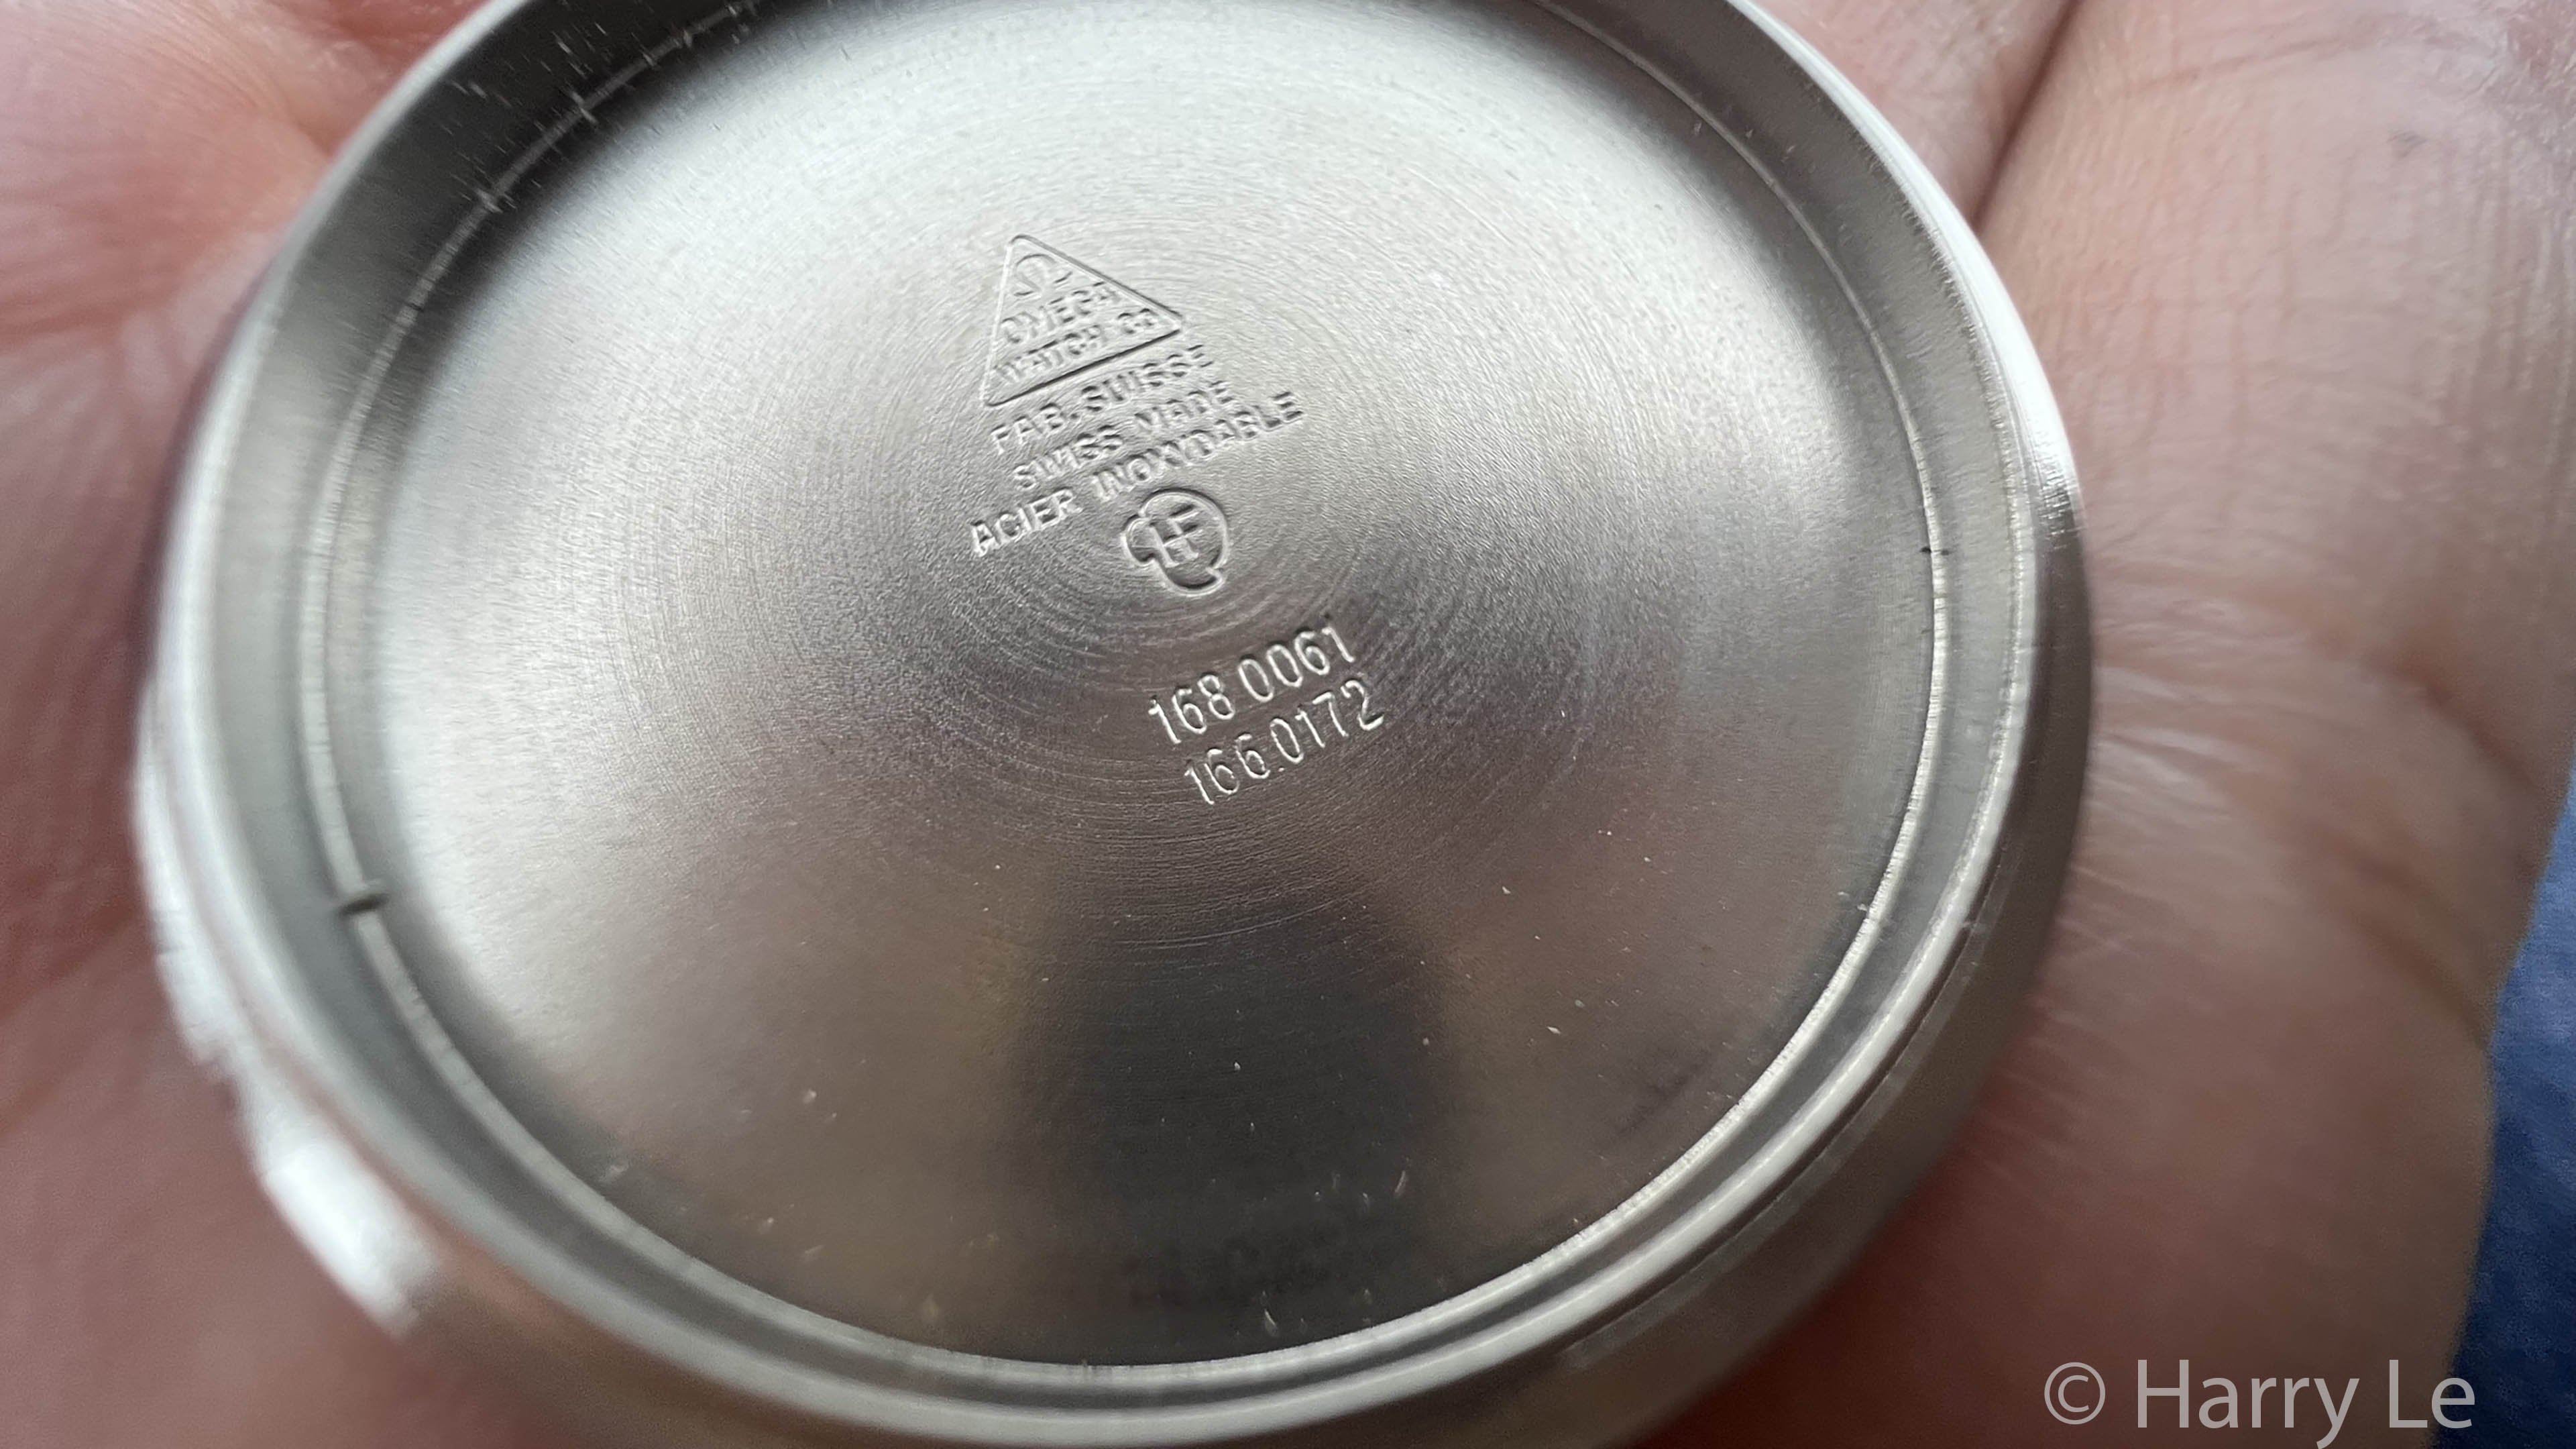 Ω
OMEGA
WATCH Co
FAB. SUISSE
SWISS MADE
ACIER INOXYDABLE
168 0061
166.0172
© Harry Le